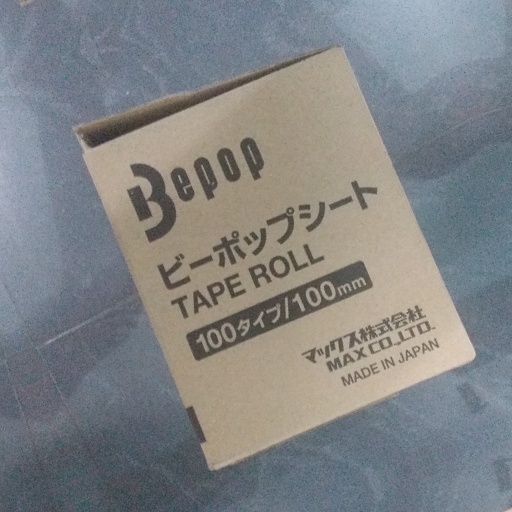 Bepop
ビーポップシート
TAPE ROLL
100タイプ/100mm
マックス株式会社
MAX CO.,LTD.
MADE IN JAPAN